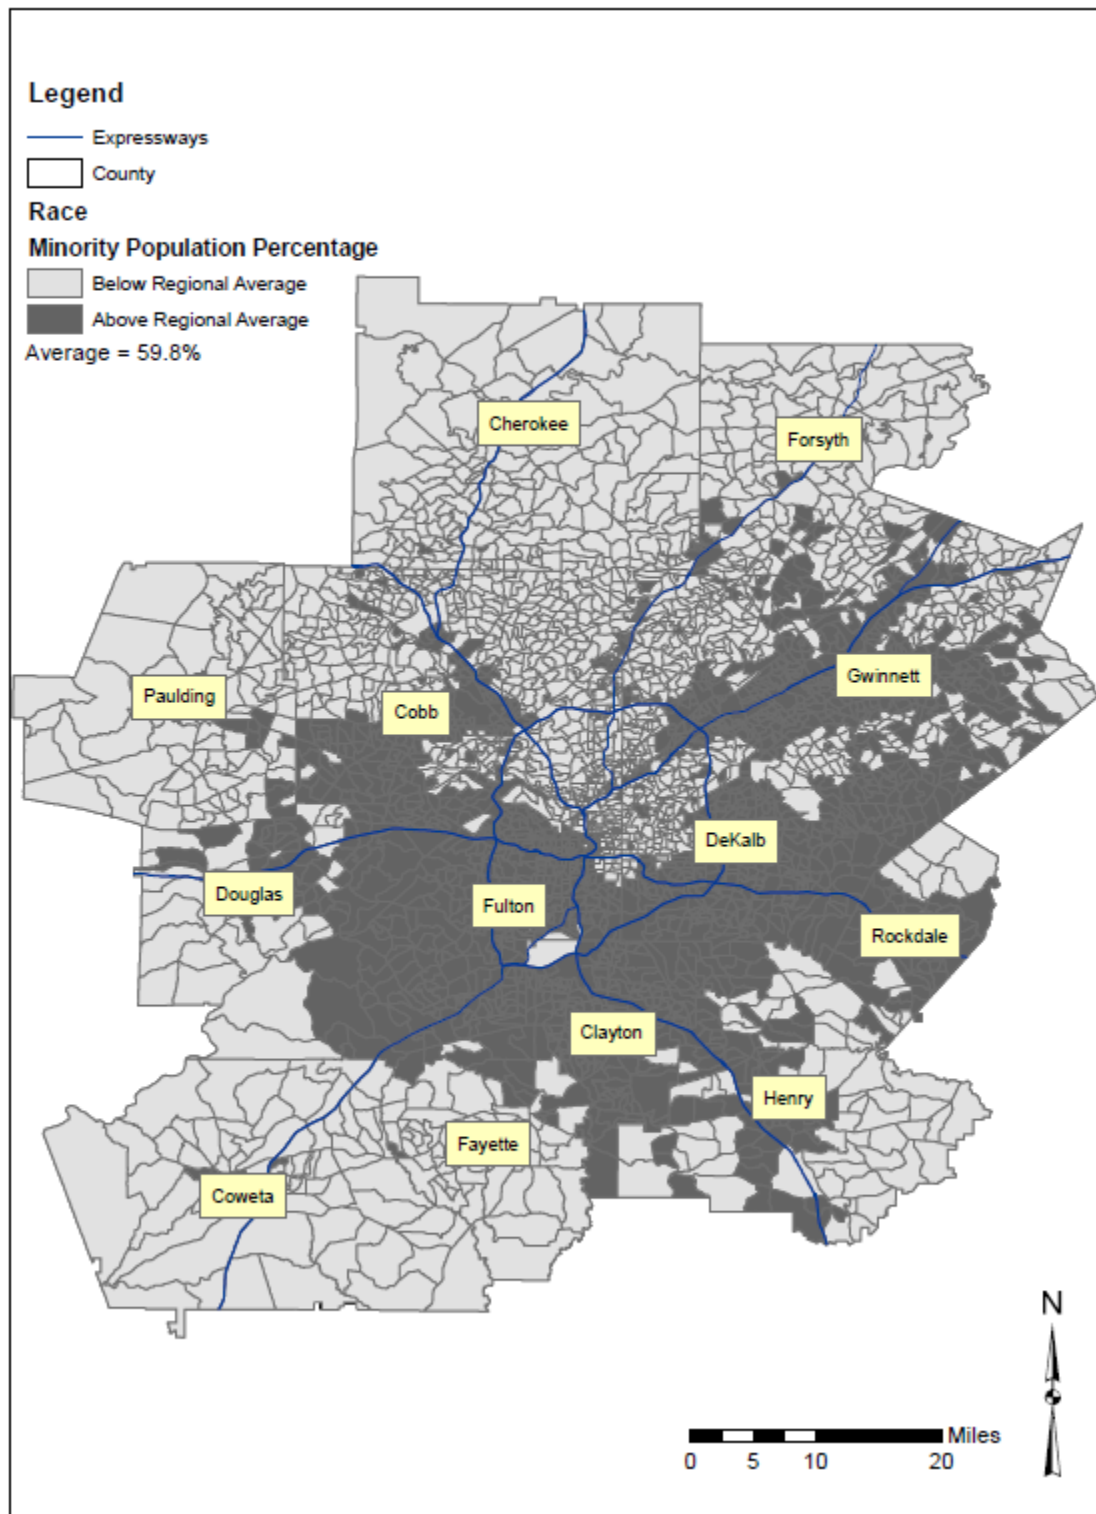 Legend
Expressways
County
Race
Minority Population Percentage
Below Regional Average
Above Regional Average
Average = 59.8%
Cherokee
Forsyth
Gwinnett
Paulding
Cobb
DeKalb
Douglas
Fulton
Rockdale
Clayton
Henry
Fayette
Coweta
N
Miles
0 5 10 20